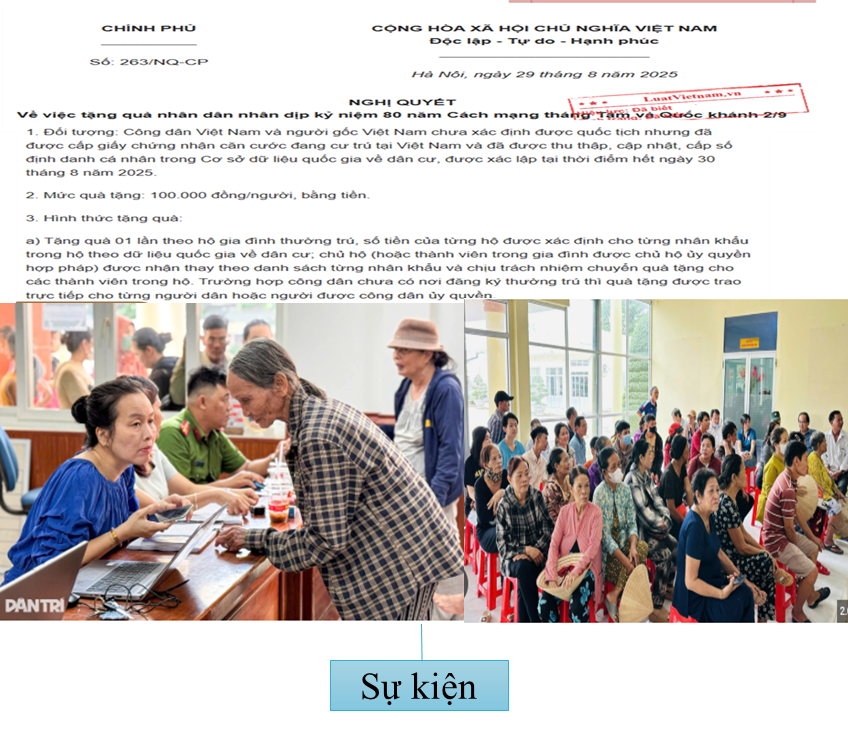 CHÍNH PHỦ
CỘNG HÒA XÃ HỘI CHỦ NGHĨA VIỆT NAM
Độc lập - Tự do - Hạnh phúc
Số: 263/NQ-CP
Hà Nội, ngày 29 tháng 8 năm 2025
NGHỊ QUYẾT
LuatVietnam.vn
Về việc tặng quà nhân dân nhân dịp kỷ niệm 80 năm Cách mạng tháng Tám và Quốc khánh 2/9
1. Đối tượng: Công dân Việt Nam và người gốc Việt Nam chưa xác định được quốc tịch nhưng đã
được cấp giấy chứng nhận căn cước đang cư trú tại Việt Nam và đã được thu thập, cập nhật, cấp số
định danh cá nhân trong Cơ sở dữ liệu quốc gia về dân cư, được xác lập tại thời điểm hết ngày 30
tháng 8 năm 2025.
2. Mức quà tặng: 100.000 đồng/người, bằng tiền.
3. Hình thức tặng quà:
a) Tặng quà 01 lần theo hộ gia đình thường trú, số tiền của từng hộ được xác định cho từng nhân khẩu
trong hộ theo dữ liệu quốc gia về dân cư; chủ hộ (hoặc thành viên trong gia đình được chủ hộ ủy quyền
hợp pháp) được nhận thay theo danh sách từng nhân khẩu và chịu trách nhiệm chuyển quà tặng cho
các thành viên trong hộ. Trường hợp công dân chưa có nơi đăng ký thường trú thì quà tặng được trao
trực tiếp cho từng người dân hoặc người được công dân ủy quyền.
DÂN TRÍ
Sự kiện